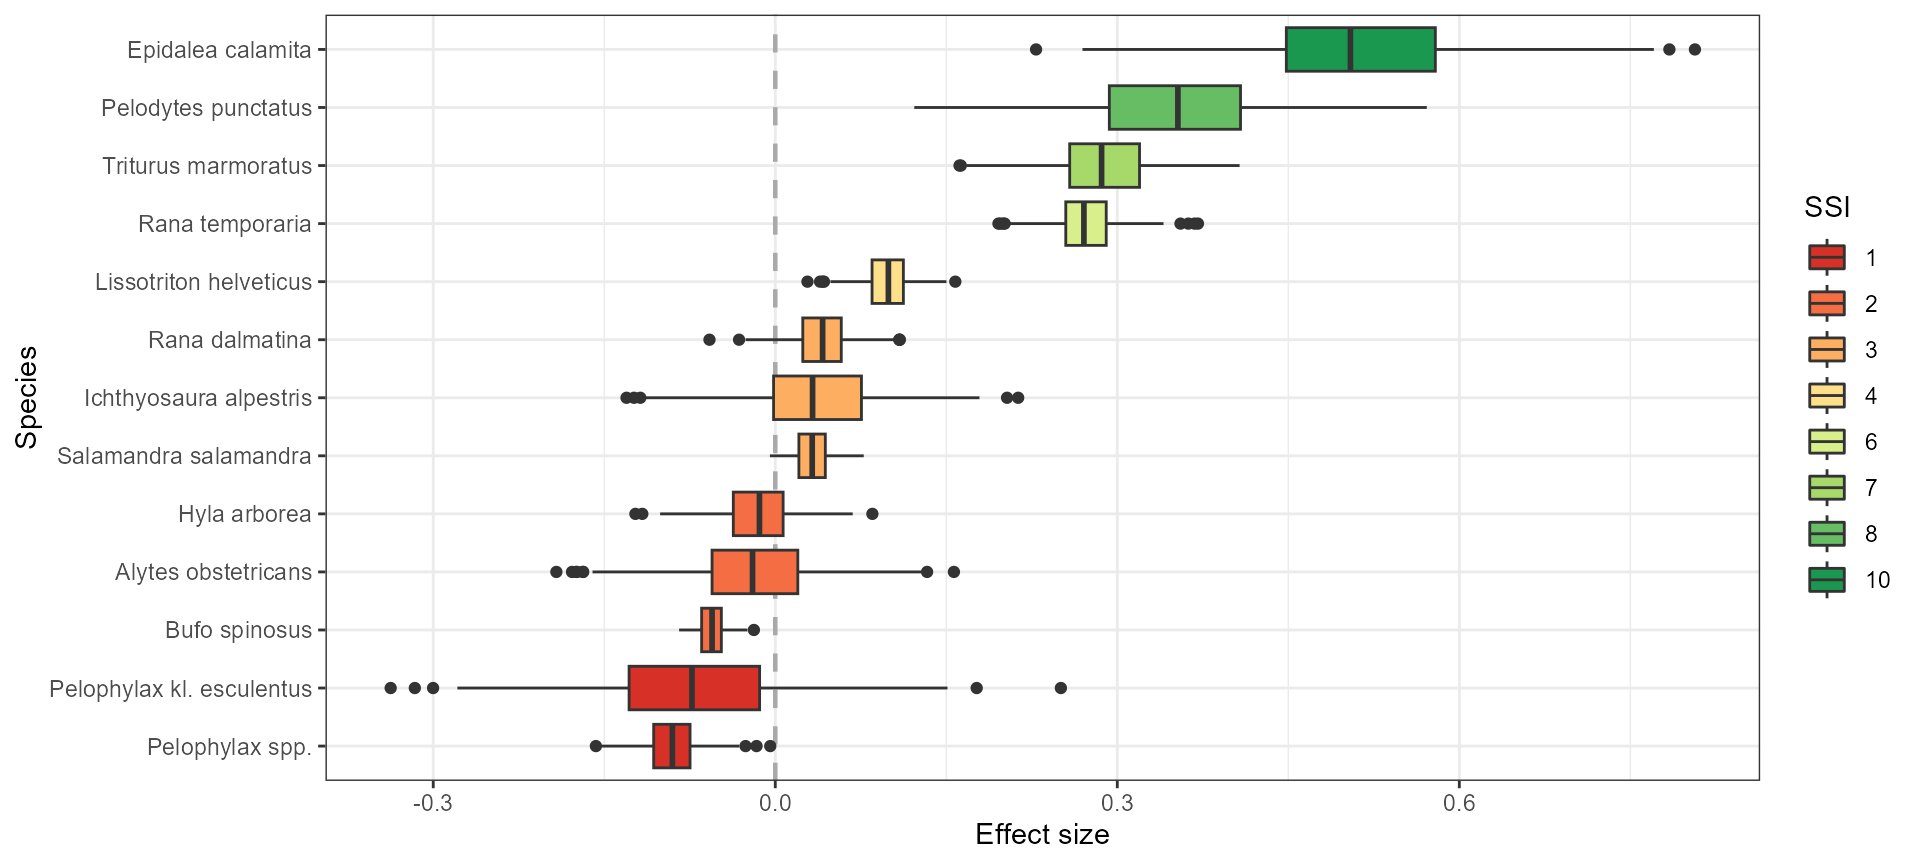 Epidalea calamita
Pelodytes punctatus
Triturus marmoratus
Rana temporaria
Lissotriton helveticus
Rana dalmatina
Ichthyosaura alpestris
Salamandra salamandra
Hyla arborea
Alytes obstetricans
Bufo spinosus
Pelophylax kl. esculentus
Pelophylax spp.
Species
-0.3
0.0
0.3
0.6
Effect size
SSI
1
2
3
4
6
7
8
10